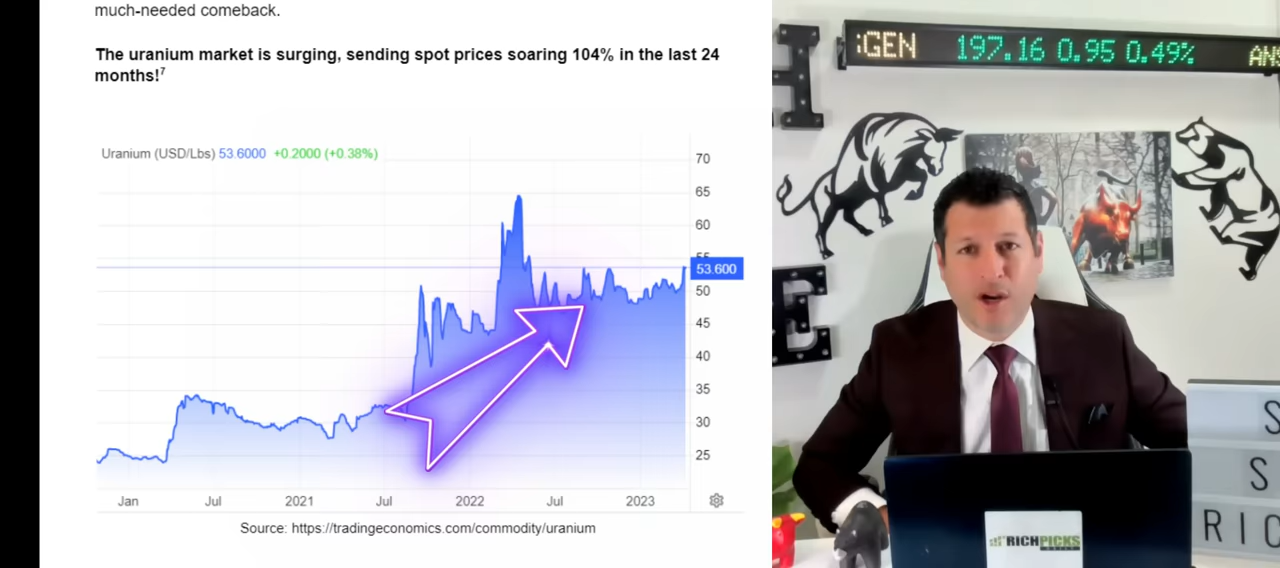 much-needed comeback.
The uranium market is surging, sending spot prices soaring 104% in the last 24
months!7
Uranium (USD/Lbs) 53.6000 +0.2000 (+0.38%)
70
65
60
55
53.600
50
45
40
35
30
25
Jan Jul 2021 Jul 2022 Jul 2023
Source: https://tradingeconomics.com/commodity/uranium
:GEN 197.16 0.95 0.49% ANS
H
E
S
S
RIC
RICHPICKS